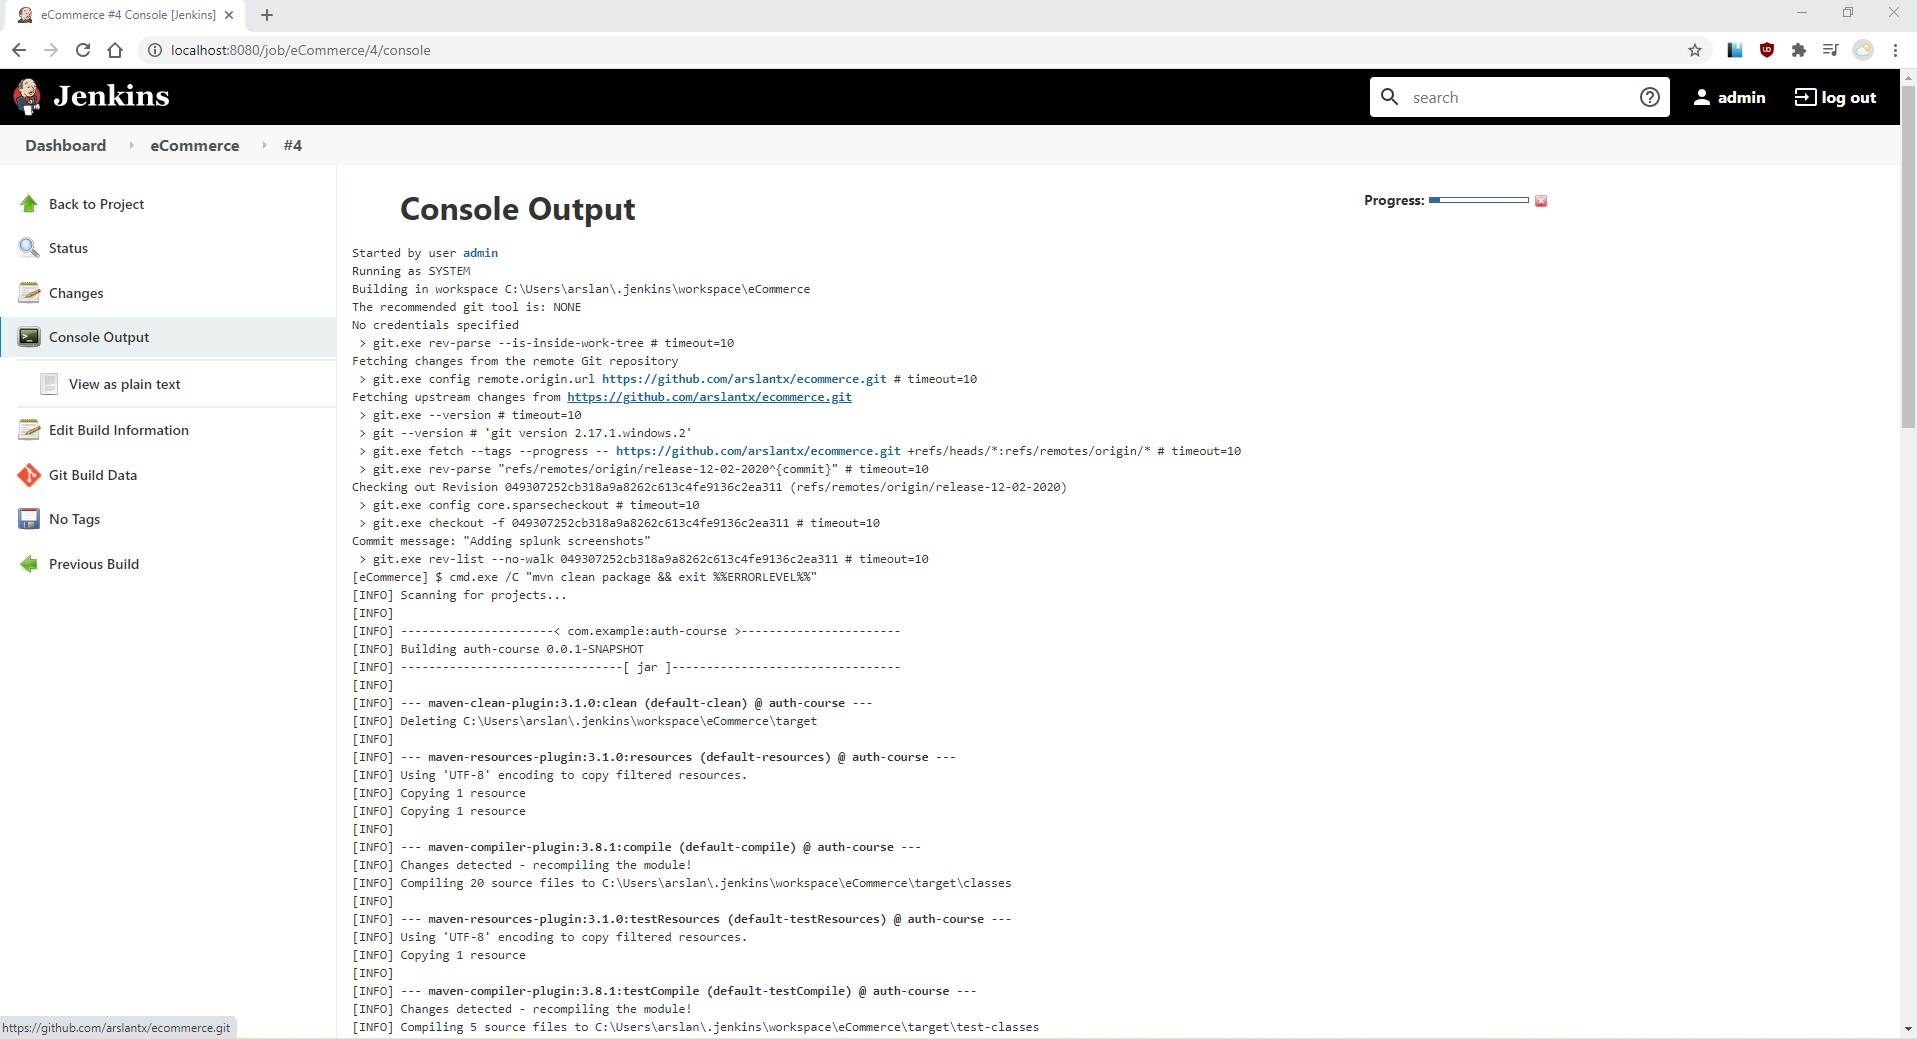 eCommerce #4 Console [Jenkins]
localhost:8080/job/eCommerce/4/console
Jenkins
search
admin
log out
Dashboard
eCommerce
#4
Back to Project
Status
Changes
Console Output
View as plain text
Edit Build Information
Git Build Data
No Tags
Previous Build
Console Output
Progress:
Started by user admin
Running as SYSTEM
Building in workspace C:\Users\arslan\.jenkins\workspace\eCommerce
The recommended git tool is: NONE
No credentials specified
> git.exe rev-parse --is-inside-work-tree # timeout=10
Fetching changes from the remote Git repository
> git.exe config remote.origin.url https://github.com/arslantx/ecommerce.git # timeout=10
Fetching upstream changes from https://github.com/arslantx/ecommerce.git
> git.exe --version # timeout=10
> git --version # 'git version 2.17.1.windows.2'
> git.exe fetch --tags --progress -- https://github.com/arslantx/ecommerce.git +refs/heads/*:refs/remotes/origin/* # timeout=10
> git.exe rev-parse "refs/remotes/origin/release-12-02-2020^{commit}" # timeout=10
Checking out Revision 049307252cb318a9a8262c613c4fe9136c2ea311 (refs/remotes/origin/release-12-02-2020)
> git.exe config core.sparsecheckout # timeout=10
> git.exe checkout -f 049307252cb318a9a8262c613c4fe9136c2ea311 # timeout=10
Commit message: "Adding splunk screenshots"
> git.exe rev-list --no-walk 049307252cb318a9a8262c613c4fe9136c2ea311 # timeout=10
[eCommerce] $ cmd.exe /C "mvn clean package && exit %%ERRORLEVEL%%"
[INFO] Scanning for projects...
[INFO]
[INFO] ----------------------< com.example:auth-course >-----------------------
[INFO] Building auth-course 0.0.1-SNAPSHOT
[INFO] --------------------------------[ jar ]---------------------------------
[INFO]
[INFO] --- maven-clean-plugin:3.1.0:clean (default-clean) @ auth-course ---
[INFO] Deleting C:\Users\arslan\.jenkins\workspace\eCommerce\target
[INFO]
[INFO] --- maven-resources-plugin:3.1.0:resources (default-resources) @ auth-course ---
[INFO] Using 'UTF-8' encoding to copy filtered resources.
[INFO] Copying 1 resource
[INFO] Copying 1 resource
[INFO]
[INFO] --- maven-compiler-plugin:3.8.1:compile (default-compile) @ auth-course ---
[INFO] Changes detected - recompiling the module!
[INFO] Compiling 20 source files to C:\Users\arslan\.jenkins\workspace\eCommerce\target\classes
[INFO]
[INFO] --- maven-resources-plugin:3.1.0:testResources (default-testResources) @ auth-course ---
[INFO] Using 'UTF-8' encoding to copy filtered resources.
[INFO] Copying 1 resource
[INFO]
[INFO] --- maven-compiler-plugin:3.8.1:testCompile (default-testCompile) @ auth-course ---
[INFO] Changes detected - recompiling the module!
[INFO] Compiling 5 source files to C:\Users\arslan\.jenkins\workspace\eCommerce\target\test-classes
https://github.com/arslantx/ecommerce.git